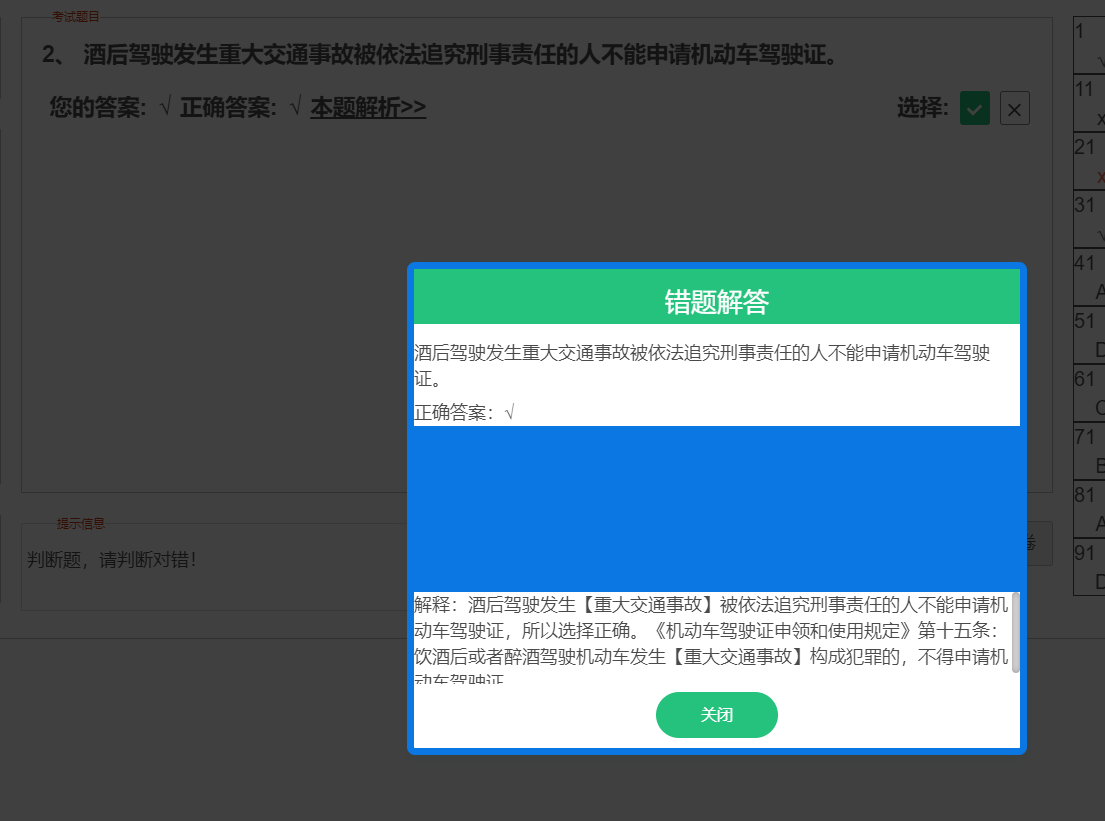 考试题目
2、 酒后驾驶发生重大交通事故被依法追究刑事责任的人不能申请机动车驾驶证。
您的答案: √ 正确答案: √ 本题解析>>
选择:
错题解答
酒后驾驶发生重大交通事故被依法追究刑事责任的人不能申请机动车驾驶
证。
正确答案：√
解释：酒后驾驶发生【重大交通事故】被依法追究刑事责任的人不能申请机
动车驾驶证，所以选择正确。《机动车驾驶证申领和使用规定》第十五条：
饮酒后或者醉酒驾驶机动车发生【重大交通事故】构成犯罪的，不得申请机
动车驾驶证
关闭
提示信息
判断题，请判断对错！
卷
1
√
11
x
21
x
31
√
41
A
51
D
61
C
71
B
81
A
91
D